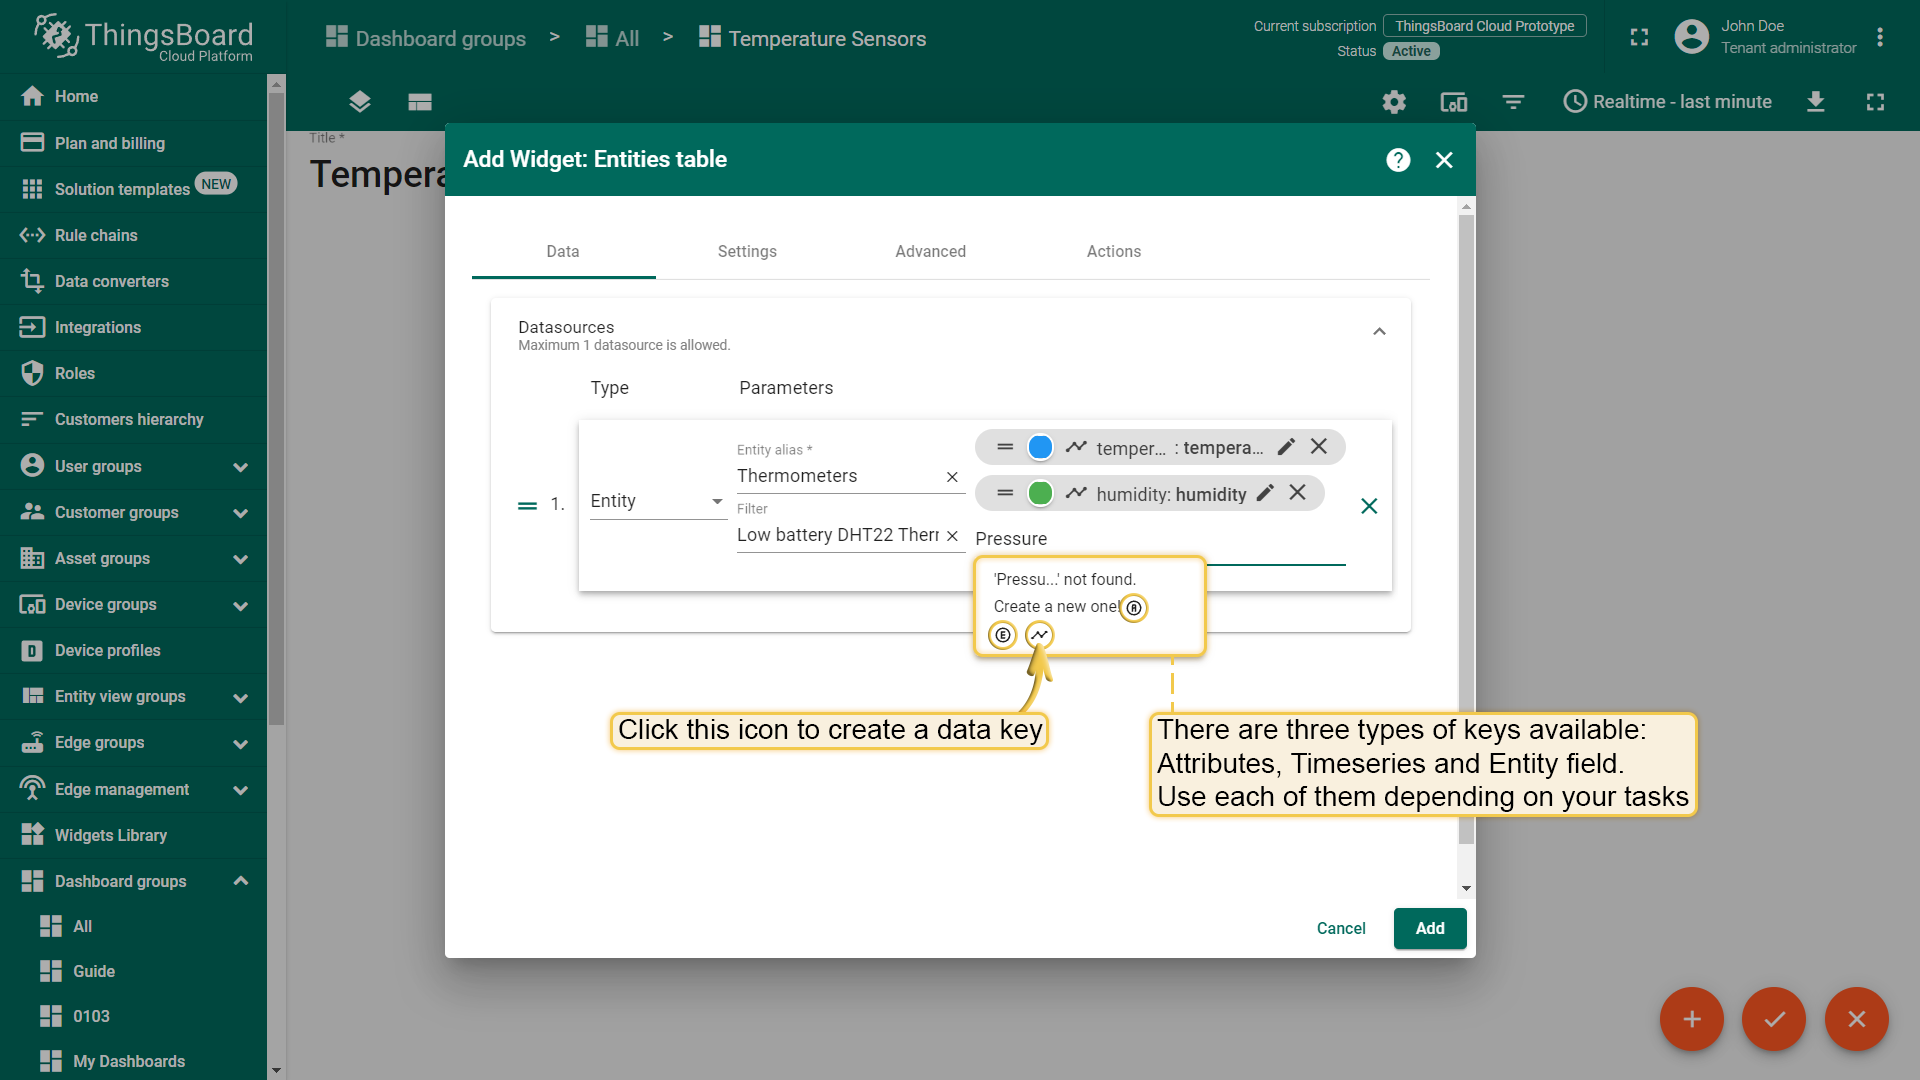 ThingsBoard
Cloud Platform
Dashboard groups > All > Temperature Sensors
Current subscription ThingsBoard Cloud Prototype
Status Active
John Doe
Tenant administrator
Realtime - last minute
Home
Plan and billing
Solution templates NEW
Rule chains
Data converters
Integrations
Roles
Customers hierarchy
User groups
Customer groups
Asset groups
Device groups
Device profiles
Entity view groups
Edge groups
Edge management
Widgets Library
Dashboard groups
All
Guide
0103
My Dashboards
Title *
Tempera
Add Widget: Entities table
Data Settings Advanced Actions
Datasources
Maximum 1 datasource is allowed.
Type Parameters
1.
Entity
Entity alias *
Thermometers
Filter
Low battery DHT22 Ther
temper... : tempera...
humidity: humidity
Pressure
'Pressu...' not found.
Create a new one! A
E
Click this icon to create a data key
There are three types of keys available:
Attributes, Timeseries and Entity field.
Use each of them depending on your tasks
Cancel Add